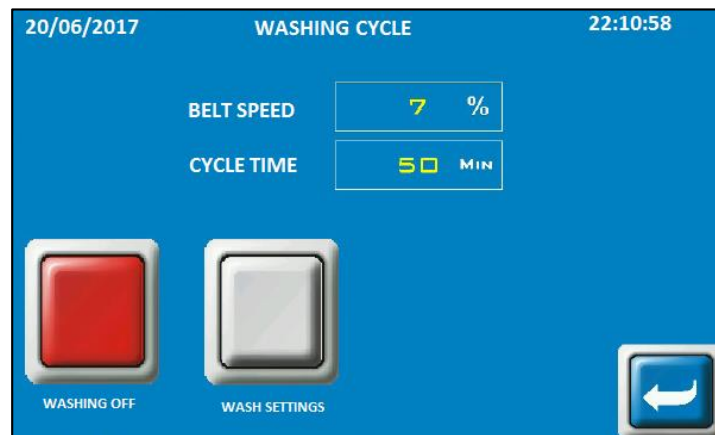 20/06/2017 WASHING CYCLE 22:10:58
BELT SPEED 7 %
CYCLE TIME 50 MIN
WASHING OFF WASH SETTINGS